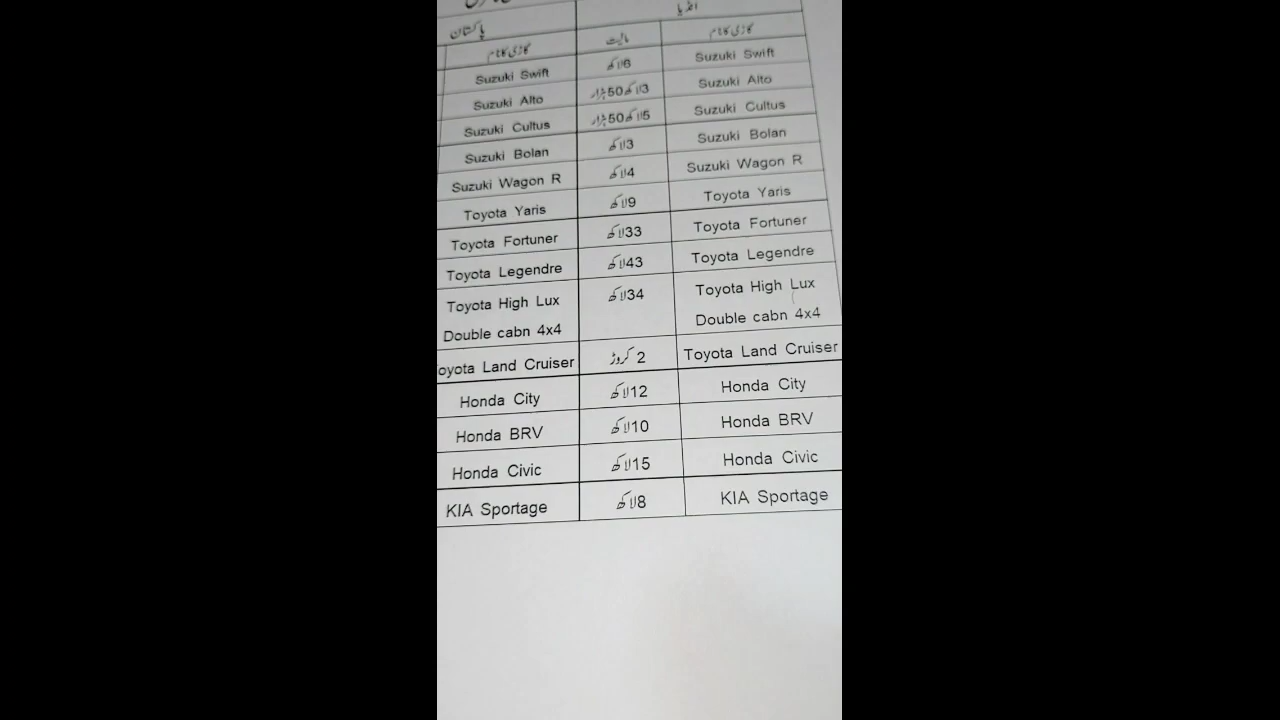 انڈیا پاکستان
گاڑی کا نام مالیت گاڑی کا نام
Suzuki Swift 6لاکھ Suzuki Swift
Suzuki Alto 3لاکھ50ہزار Suzuki Alto
Suzuki Cultus 5لاکھ50ہزار Suzuki Cultus
Suzuki Bolan 3لاکھ Suzuki Bolan
Suzuki Wagon R 4لاکھ Suzuki Wagon R
Toyota Yaris 9لاکھ Toyota Yaris
Toyota Fortuner 33لاکھ Toyota Fortuner
Toyota Legendre 43لاکھ Toyota Legendre
Toyota High Lux 34لاکھ Toyota High Lux
Double cabn 4x4 Double cabn 4x4
Toyota Land Cruiser 2 کروڑ oyota Land Cruiser
Honda City 12لاکھ Honda City
Honda BRV 10لاکھ Honda BRV
Honda Civic 15لاکھ Honda Civic
KIA Sportage 8لاکھ KIA Sportage